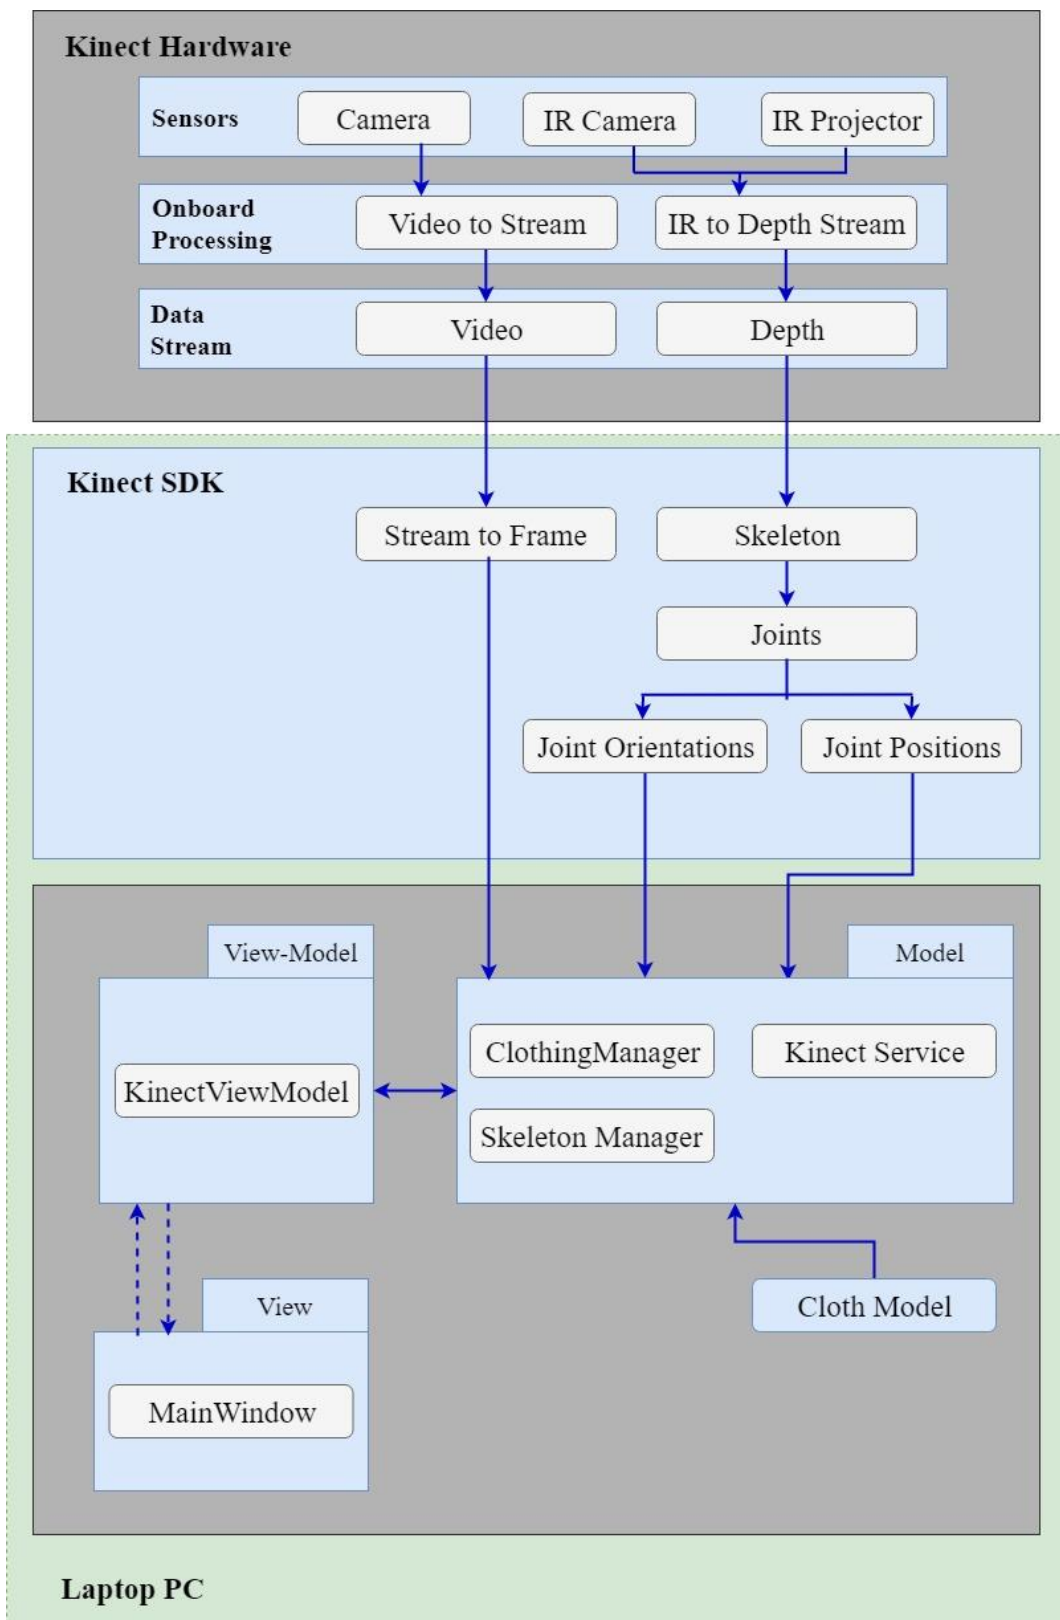 Kinect Hardware
Sensors
Camera
IR Camera
IR Projector
Onboard
Processing
Video to Stream
IR to Depth Stream
Data
Stream
Video
Depth
Kinect SDK
Stream to Frame
Skeleton
Joints
Joint Orientations
Joint Positions
View-Model
Model
KinectViewModel
ClothingManager
Kinect Service
Skeleton Manager
View
MainWindow
Cloth Model
Laptop PC